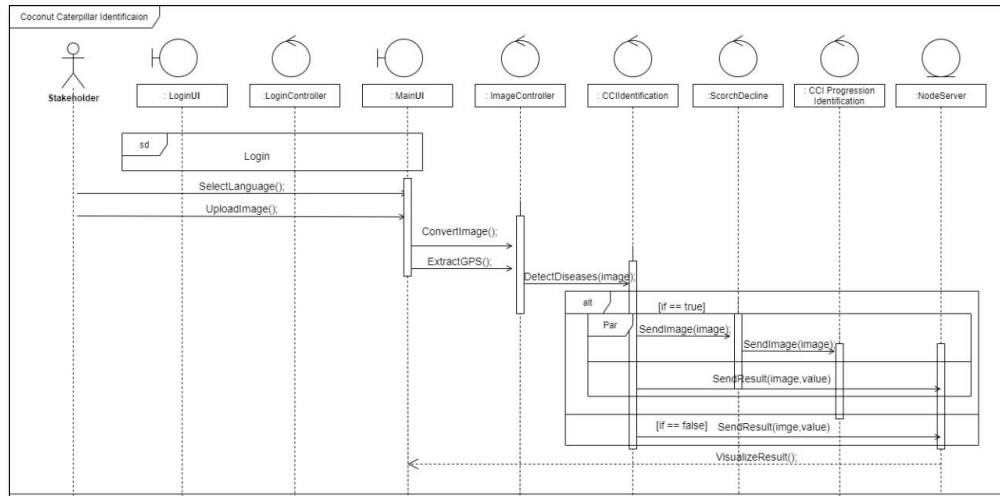 Coconut Caterpillar Identificaion
Stakeholder
: LoginUI
:LoginController
: MainUI
: ImageController
: CCIIdentification
:ScorchDecline
: CCI Progression
Identification
:NodeServer
sd
Login
SelectLanguage();
UploadImage();
ConvertImage();
ExtractGPS();
DetectDiseases(image);
alt
[if == true]
Par
SendImage(image);
SendImage(image);
SendResult(image,value)
[if == false]
SendResult(imge,value)
VisualizeResult();